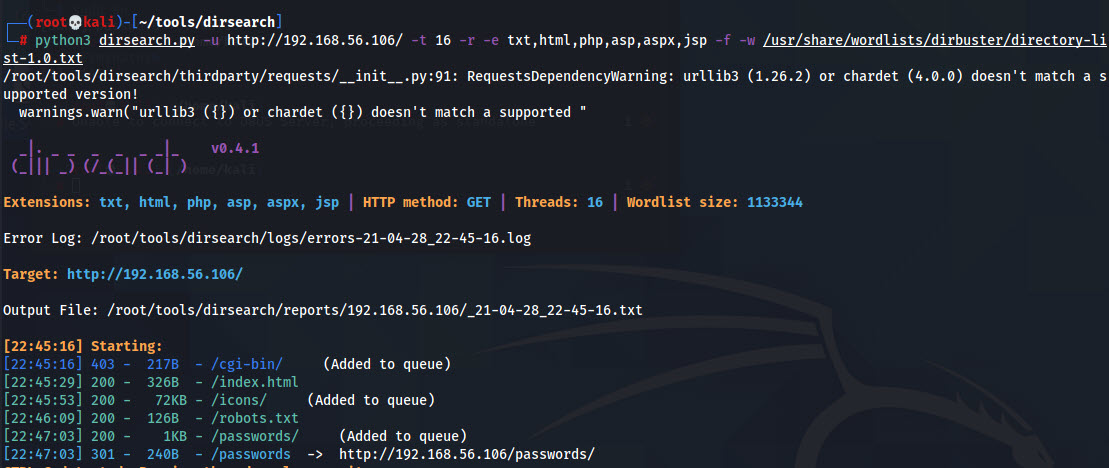 (root💀kali)-[~/tools/dirsearch]
# python3 dirsearch.py -u http://192.168.56.106/ -t 16 -r -e txt,html,php,asp,aspx,jsp -f -w /usr/share/wordlists/dirbuster/directory-li
st-1.0.txt
/root/tools/dirsearch/thirdparty/requests/__init__.py:91: RequestsDependencyWarning: urllib3 (1.26.2) or chardet (4.0.0) doesn't match a s
upported version!
  warnings.warn("urllib3 ({}) or chardet ({}) doesn't match a supported "
v0.4.1
Extensions: txt, html, php, asp, aspx, jsp | HTTP method: GET | Threads: 16 | Wordlist size: 1133344
Error Log: /root/tools/dirsearch/logs/errors-21-04-28_22-45-16.log
Target: http://192.168.56.106/
Output File: /root/tools/dirsearch/reports/192.168.56.106/_21-04-28_22-45-16.txt
[22:45:16] Starting:
[22:45:16] 403 -  217B  - /cgi-bin/     (Added to queue)
[22:45:29] 200 -  326B  - /index.html
[22:45:53] 200 -   72KB - /icons/     (Added to queue)
[22:46:09] 200 -  126B  - /robots.txt
[22:47:03] 200 -    1KB - /passwords/     (Added to queue)
[22:47:03] 301 -  240B  - /passwords  ->  http://192.168.56.106/passwords/